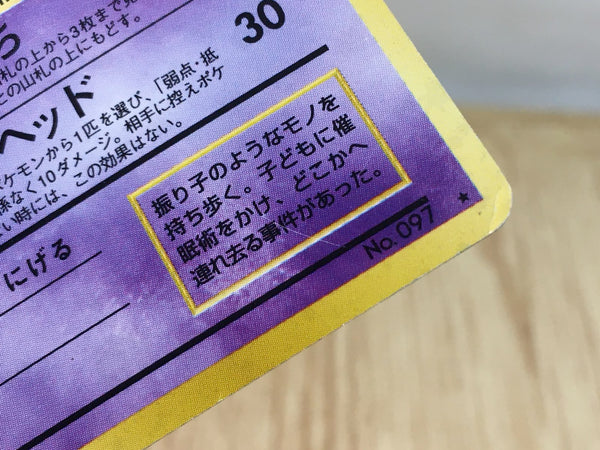 札の上から3枚まで見
この山札の上にもどす。
ヘッド
30
ポケモンから1匹を選び、「弱点・抵
係なく10ダメージ。相手に控えポケ
ない時には、この効果はない。
にげる
振り子のようなモノを
持ち歩く。子どもに催
眠術をかけ、どこかへ
連れ去る事件があった。
No. 097
★